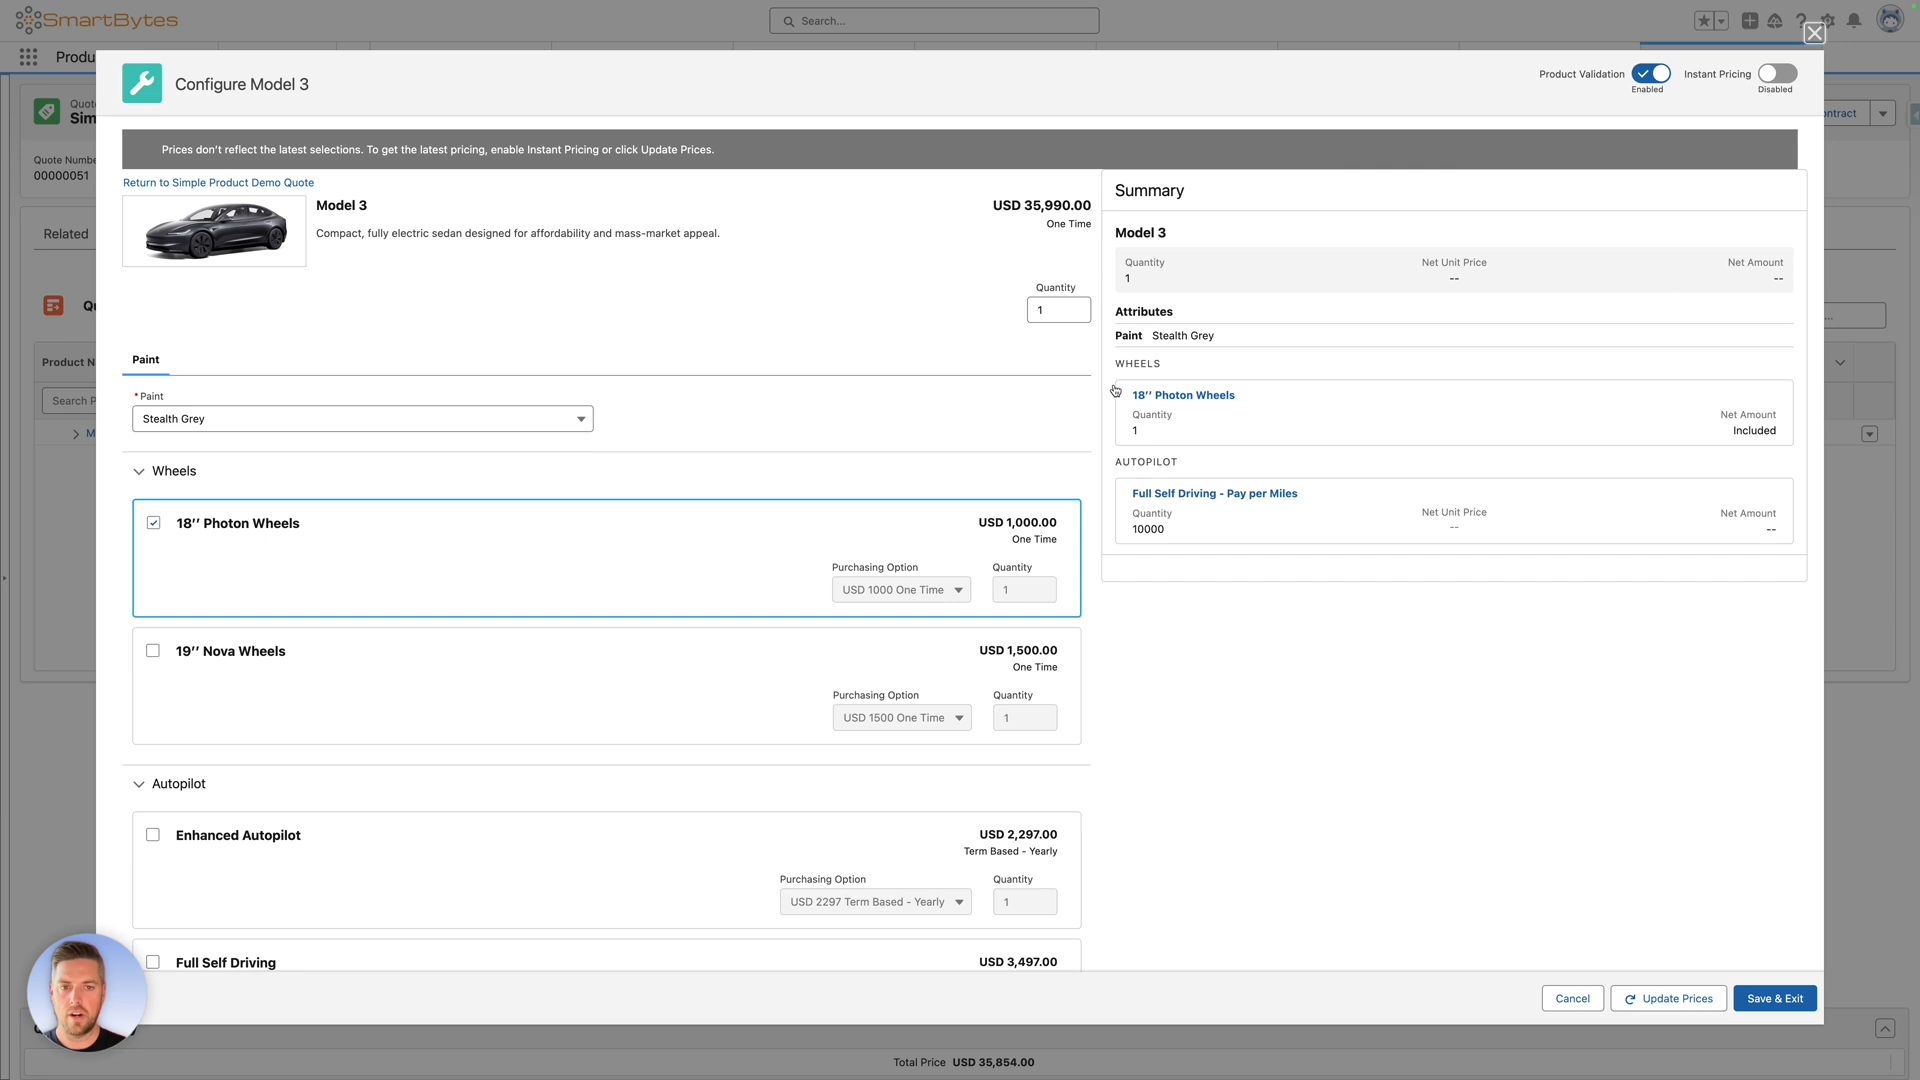 SmartBytes
Search...
Produ
Configure Model 3
Product Validation
Enabled
Instant Pricing
Disabled
Quot
Sim
ontract
Quote Numbe
00000051
Prices don't reflect the latest selections. To get the latest pricing, enable Instant Pricing or click Update Prices.
Return to Simple Product Demo Quote
Model 3
USD 35,990.00
One Time
Compact, fully electric sedan designed for affordability and mass-market appeal.
Quantity
1
Related
Qu
Product N
Search P
M
...
Paint
* Paint
Stealth Grey
Wheels
18'' Photon Wheels
USD 1,000.00
One Time
Purchasing Option
Quantity
USD 1000 One Time
1
19'' Nova Wheels
USD 1,500.00
One Time
Purchasing Option
Quantity
USD 1500 One Time
1
Autopilot
Enhanced Autopilot
USD 2,297.00
Term Based - Yearly
Purchasing Option
Quantity
USD 2297 Term Based - Yearly
1
Full Self Driving
USD 3,497.00
Summary
Model 3
Quantity
Net Unit Price
Net Amount
1
--
--
Attributes
Paint Stealth Grey
WHEELS
18'' Photon Wheels
Quantity
Net Amount
1
Included
AUTOPILOT
Full Self Driving - Pay per Miles
Quantity
Net Unit Price
Net Amount
10000
--
--
Cancel
Update Prices
Save & Exit
Total Price USD 35,854.00